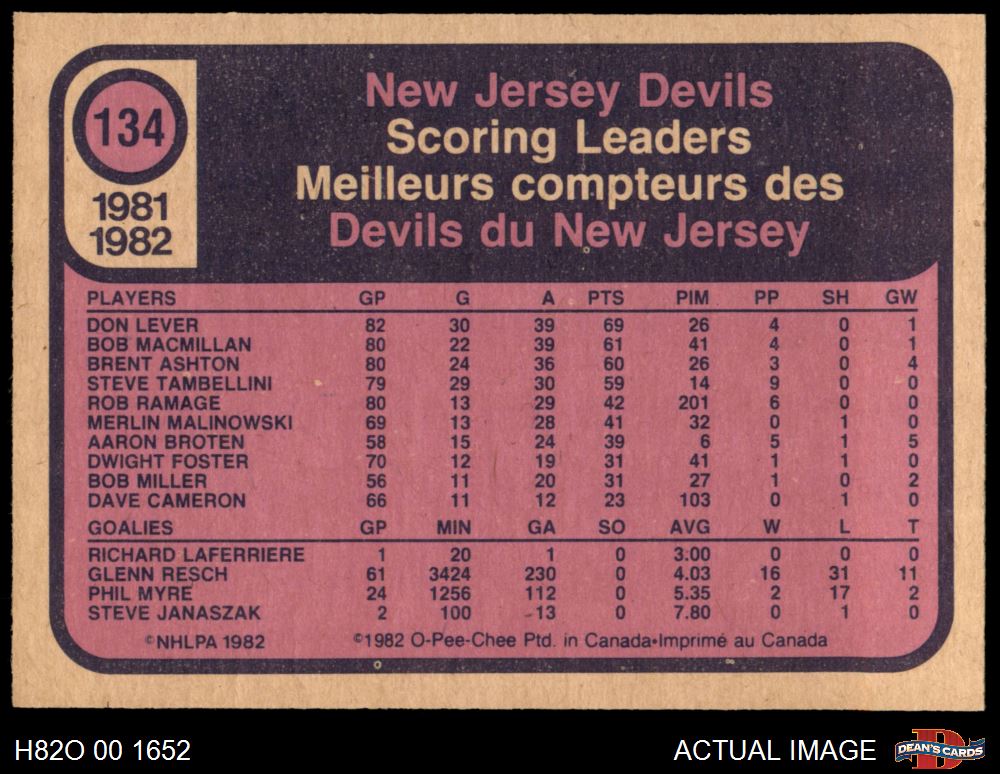 134
1981
1982
New Jersey Devils
Scoring Leaders
Meilleurs compteurs des
Devils du New Jersey
PLAYERS GP G A PTS PIM PP SH GW
DON LEVER 82 30 39 69 26 4 0 1
BOB MACMILLAN 80 22 39 61 41 4 0 1
BRENT ASHTON 80 24 36 60 26 3 0 4
STEVE TAMBELLINI 79 29 30 59 14 9 0 0
ROB RAMAGE 80 13 29 42 201 6 0 0
MERLIN MALINOWSKI 69 13 28 41 32 0 1 0
AARON BROTEN 58 15 24 39 6 5 1 5
DWIGHT FOSTER 70 12 19 31 41 1 1 0
BOB MILLER 56 11 20 31 27 1 0 2
DAVE CAMERON 66 11 12 23 103 0 1 0
GOALIES GP MIN GA SO AVG W L T
RICHARD LAFERRIERE 1 20 1 0 3.00 0 0 0
GLENN RESCH 61 3424 230 0 4.03 16 31 11
PHIL MYRE 24 1256 112 0 5.35 2 17 2
STEVE JANASZAK 2 100 13 0 7.80 0 1 0
©NHLPA 1982 ©1982 O-Pee-Chee Ptd. in Canada•Imprimé au Canada
H82O 00 1652 ACTUAL IMAGE DEAN'S CARDS